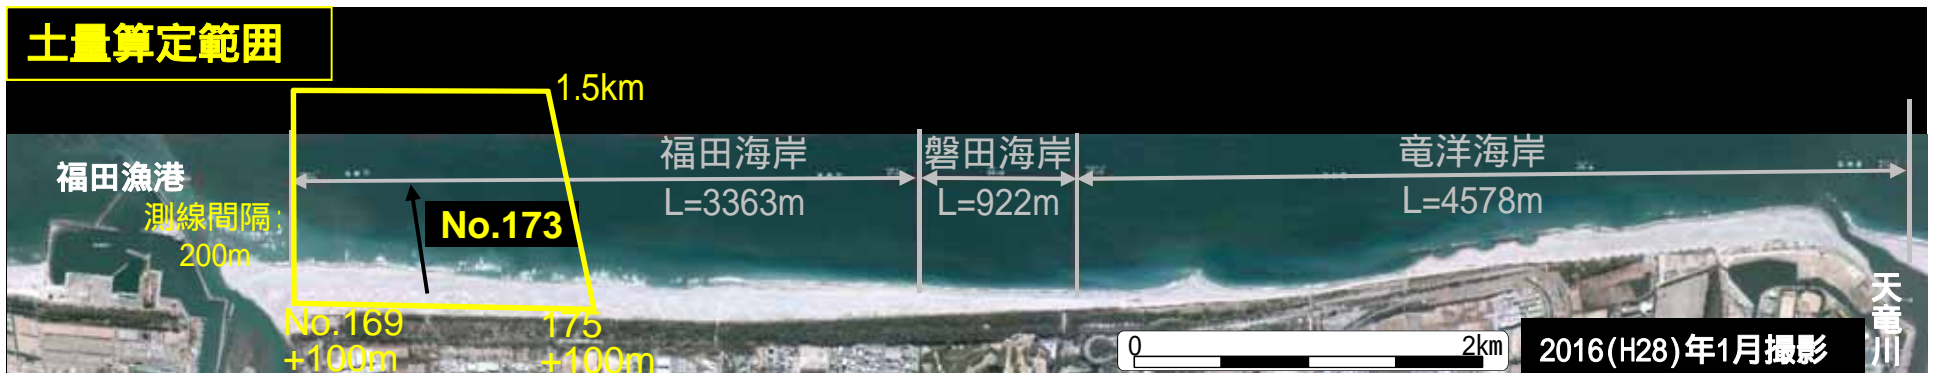 土量算定範囲
1.5km
福田海岸
L=3363m
磐田海岸
L=922m
竜洋海岸
L=4578m
福田漁港
測線間隔;
200m
No.173
No.169
+100m
175
+100m
0
2km
2016(H28)年1月撮影
天竜川